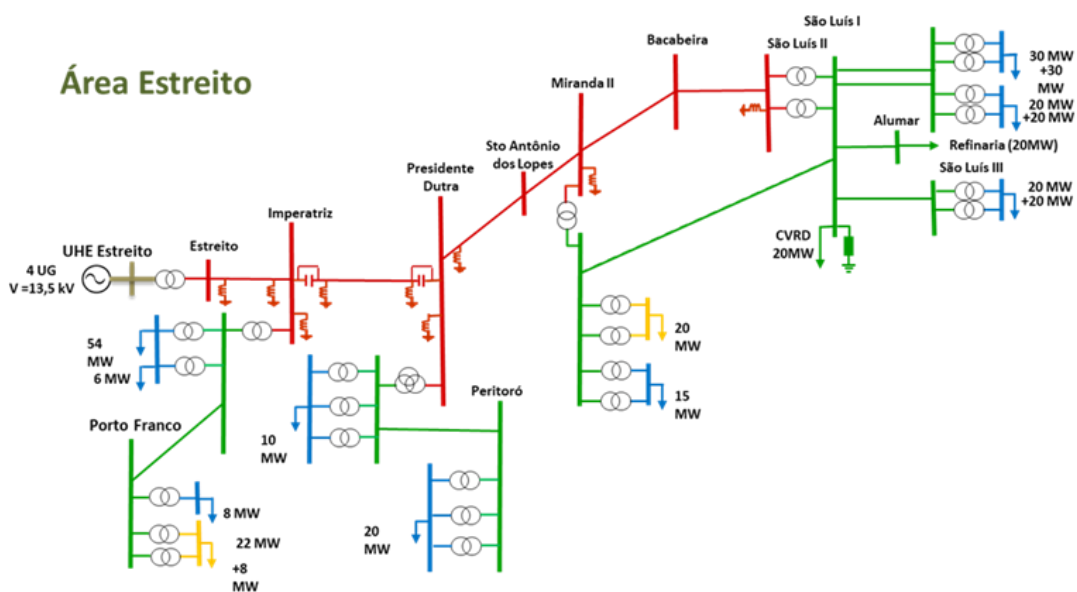 Área Estreito
São Luís I
São Luís II
Bacabeira
Miranda II
30 MW
+30
MW
20 MW
+20 MW
Alumar
Refinaria (20MW)
São Luís III
20 MW
+20 MW
CVRD
20MW
Sto Antônio
dos Lopes
Presidente
Dutra
Imperatriz
Estreito
UHE Estreito
4 UG
V =13,5 kV
54
MW
6 MW
20
MW
15
MW
Peritoró
10
MW
Porto Franco
8 MW
22 MW
+8
MW
20
MW